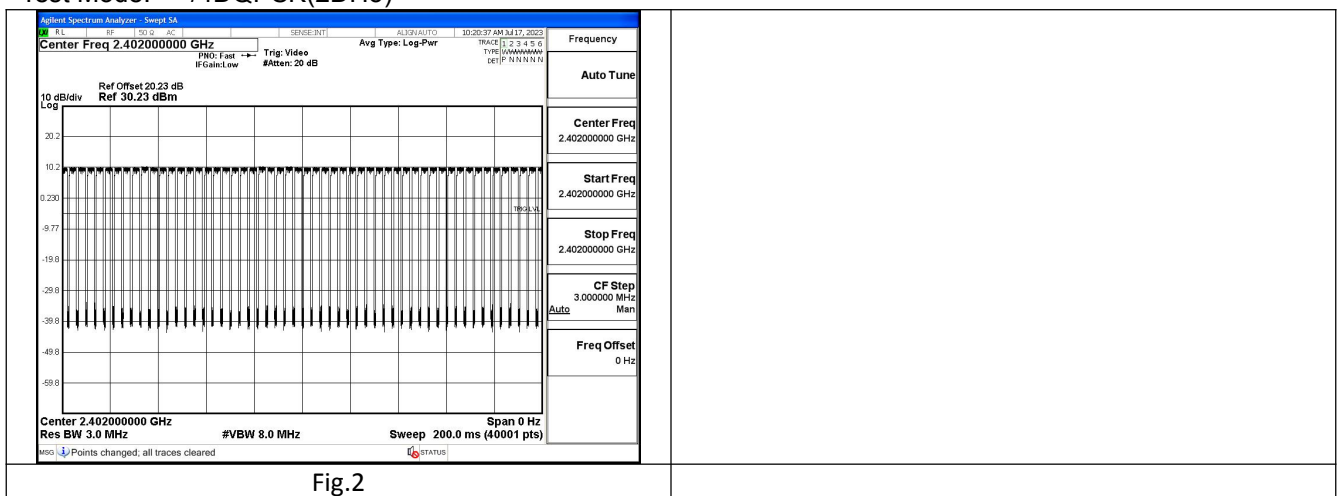 Agilent Spectrum Analyzer - Swept SA
RL RF 50 Ω AC SENSE:INT ALIGN AUTO 10:20:37 AM Jul 17, 2023
Center Freq 2.402000000 GHz
PNO: Fast
IFGain:Low
Trig: Video
#Atten: 20 dB
Avg Type: Log-Pwr
TRACE 1 2 3 4 5 6
TYPE
DET P N N N N N
Ref Offset 20.23 dB
10 dB/div Ref 30.23 dBm
Log
20.2
10.2
0.230
TRIG LVL
-9.77
-19.8
-29.8
-39.8
-49.8
-59.8
Center 2.402000000 GHz Span 0 Hz
Res BW 3.0 MHz #VBW 8.0 MHz Sweep 200.0 ms (40001 pts)
MSG Points changed; all traces cleared STATUS
Frequency
Auto Tune
Center Freq
2.402000000 GHz
Start Freq
2.402000000 GHz
Stop Freq
2.402000000 GHz
CF Step
3.000000 MHz
Auto Man
Freq Offset
0 Hz
Fig.2